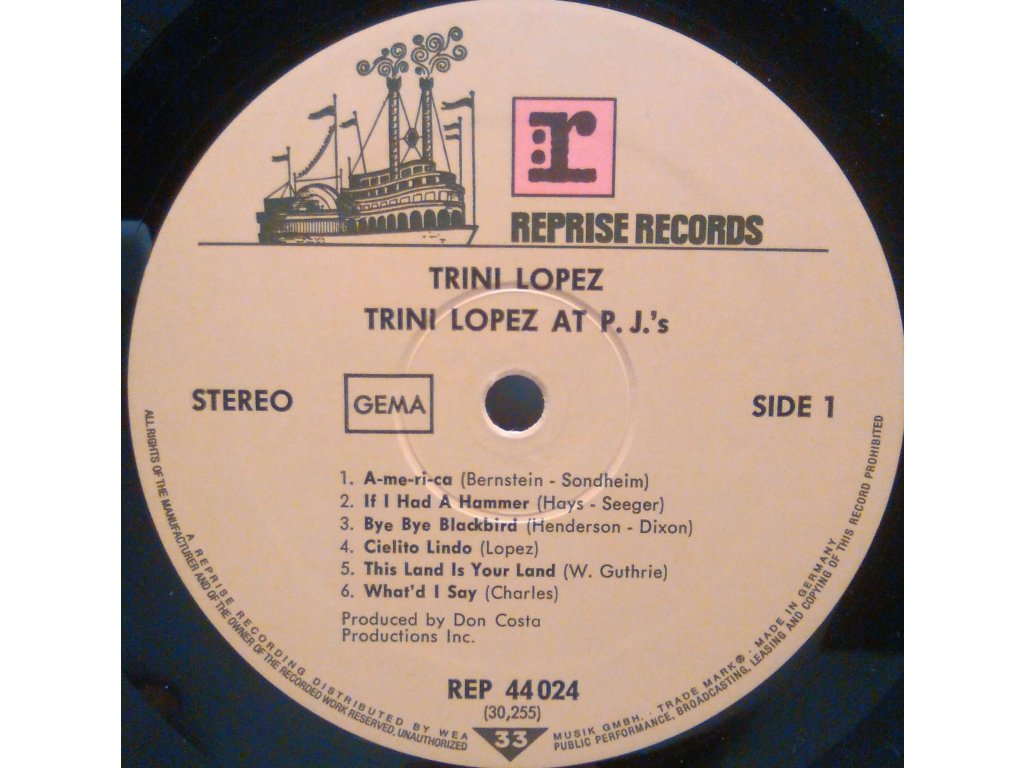 r
REPRISE RECORDS
TRINI LOPEZ
TRINI LOPEZ AT P. J.'s
STEREO
GEMA
SIDE 1
1. A-me-ri-ca (Bernstein - Sondheim)
2. If I Had A Hammer (Hays - Seeger)
3. Bye Bye Blackbird (Henderson - Dixon)
4. Cielito Lindo (Lopez)
5. This Land Is Your Land (W. Guthrie)
6. What'd I Say (Charles)
Produced by Don Costa
Productions Inc.
REP 44 024
(30,255)
33
A REPRISE RECORDING DISTRIBUTED BY WEA MUSIK GMBH. · TRADE MARK ® · MADE IN GERMANY
ALL RIGHTS OF THE MANUFACTURER AND OF THE OWNER OF THE RECORDED WORK RESERVED, UNAUTHORIZED PUBLIC PERFORMANCE, BROADCASTING, LEASING AND COPYING OF THIS RECORD PROHIBITED